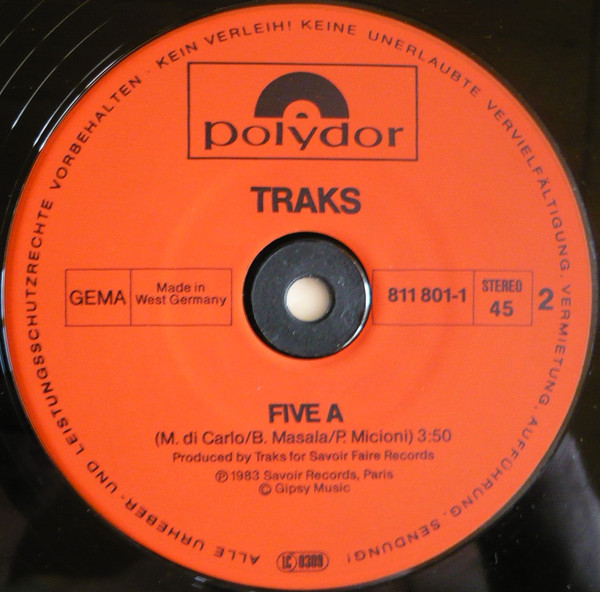 ALLE URHEBER- UND LEISTUNGSSCHUTZRECHTE VORBEHALTEN · KEIN VERLEIH! KEINE UNERLAUBTE VERVIELFÄLTIGUNG, VERMIETUNG, AUFFÜHRUNG, SENDUNG!
polydor
TRAKS
GEMA
Made in
West Germany
811 801-1
STEREO
45
2
FIVE A
(M. di Carlo/B. Masala/P. Micioni) 3:50
Produced by Traks for Savoir Faire Records
℗ 1983 Savoir Records, Paris
© Gipsy Music
LC 0309